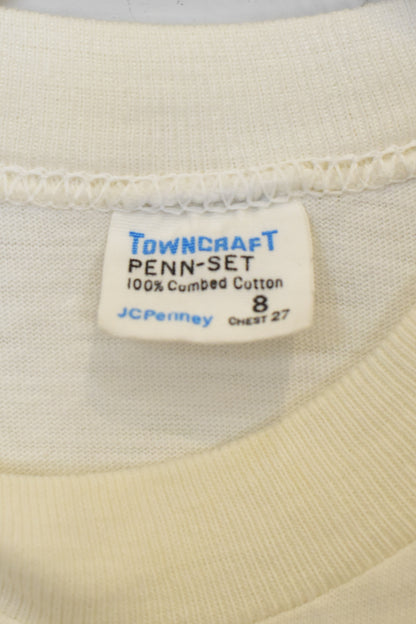 TOWNCRAFT
PENN-SET
100% Combed Cotton
8
JCPenney CHEST 27